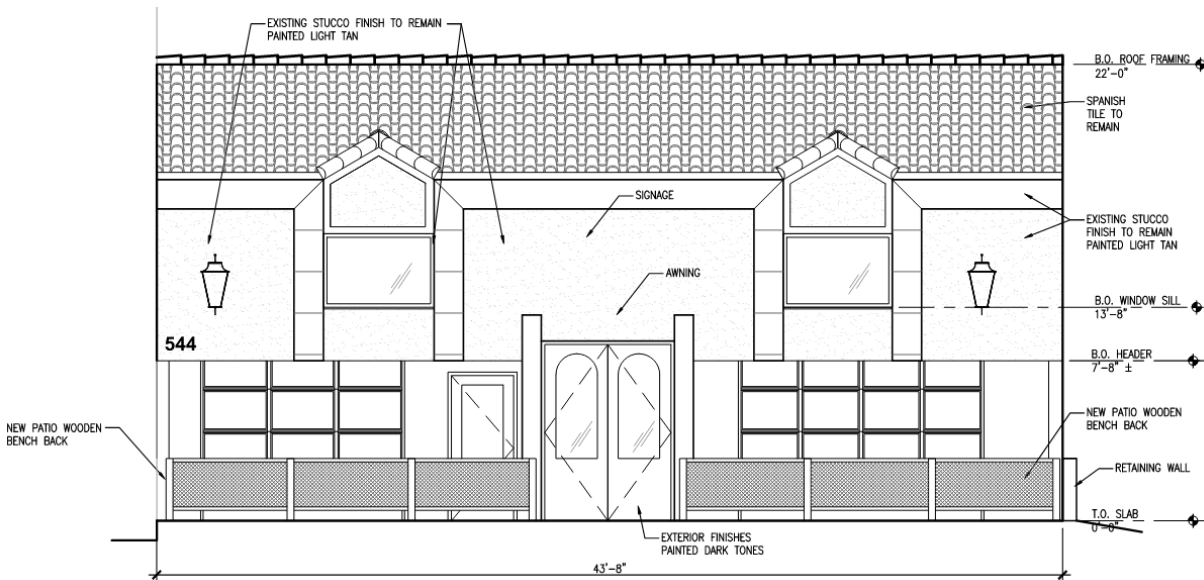 EXISTING STUCCO FINISH TO REMAIN
PAINTED LIGHT TAN
B.O. ROOF FRAMING
22'-0"
SPANISH
TILE TO
REMAIN
SIGNAGE
EXISTING STUCCO
FINISH TO REMAIN
PAINTED LIGHT TAN
AWNING
B.O. WINDOW SILL
13'-8"
544
B.O. HEADER
7'-8" ±
NEW PATIO WOODEN
BENCH BACK
NEW PATIO WOODEN
BENCH BACK
RETAINING WALL
T.O. SLAB
0'-0"
EXTERIOR FINISHES
PAINTED DARK TONES
43'-8"